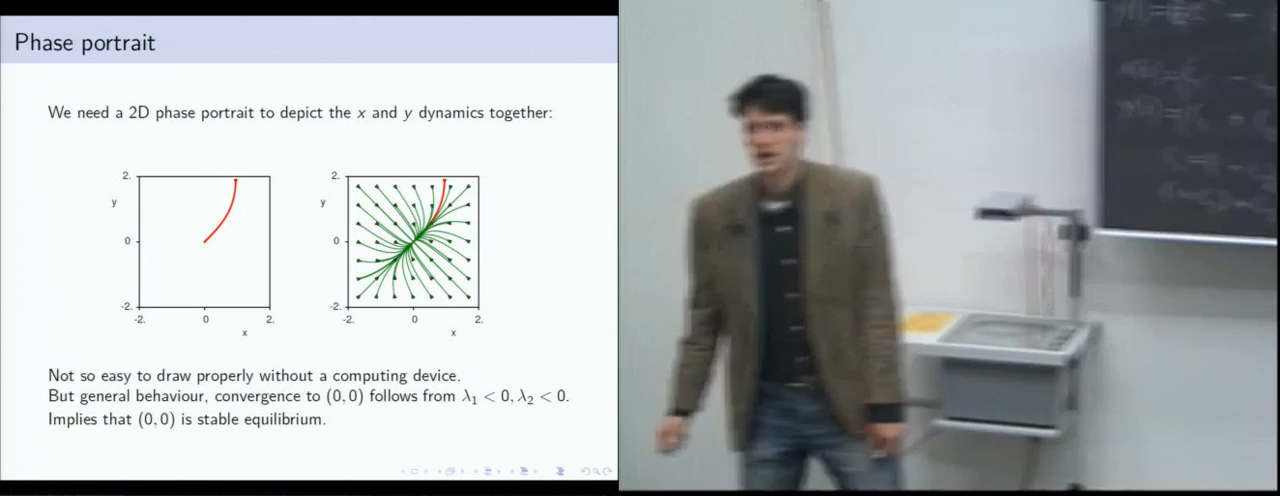 Phase portrait
We need a 2D phase portrait to depict the x and y dynamics together:
2.
y
0
-2.
-2.
0
2.
x
2.
y
0
-2.
-2.
0
2.
x
Not so easy to draw properly without a computing device.
But general behaviour, convergence to (0, 0) follows from λ₁ < 0, λ₂ < 0.
Implies that (0, 0) is stable equilibrium.